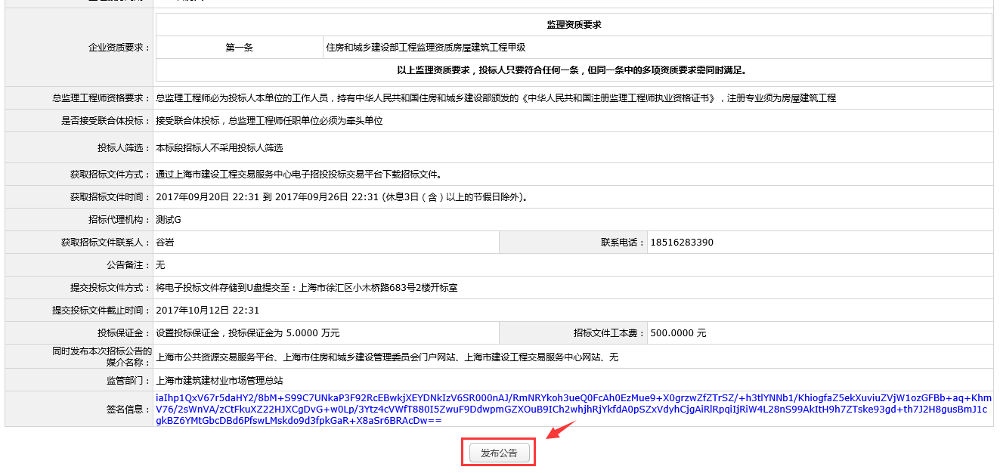 监理资质要求
企业资质要求：
第一条
住房和城乡建设部工程监理资质房屋建筑工程甲级
以上监理资质要求，投标人只要符合任何一条，但同一条中的多项资质要求需同时满足。
总监理工程师资格要求：
总监理工程师必为投标人本单位的工作人员，持有中华人民共和国住房和城乡建设部颁发的《中华人民共和国注册监理工程师执业资格证书》，注册专业须为房屋建筑工程
是否接受联合体投标：
接受联合体投标，总监理工程师任职单位必须为牵头单位
投标人筛选：
本标段招标人不采用投标人筛选
获取招标文件方式：
通过上海市建设工程交易服务中心电子招投投标交易平台下载招标文件。
获取招标文件时间：
2017年09月20日 22:31 到 2017年09月26日 22:31 (休息3日（含）以上的节假日除外)。
招标代理机构：
测试G
获取招标文件联系人：
谷岩
联系电话：
18516283390
公告备注：
无
提交投标文件方式：
将电子投标文件存储到U盘提交至：上海市徐汇区小木桥路683号2楼开标室
提交投标文件截止时间：
2017年10月12日 22:31
投标保证金：
设置投标保证金，投标保证金为 5.0000 万元
招标文件工本费：
500.0000 元
同时发布本次招标公告的
媒介名称：
上海市公共资源交易服务平台、上海市住房和城乡建设管理委员会门户网站、上海市建设工程交易服务中心网站、无
监管部门：
上海市建筑建材业市场管理总站
签名信息：
iaIhp1QxV67r5daHY2/8bM+S99C7UNkaP3F92RcEBwkjXEYDNkIzV6SR000nAJ/RmNRYkoh3ueQ0FcAh0EzMue9+X0grzwZfZTrSZ/+h3tlYNNb1/KhiogfaZ5ekXuviuZVjW1ozGFBb+aq+Khm
V76/2sWnVA/zCtFkuXZ22HJXCgDvG+w0Lp/3Ytz4cVWfT880I5ZwuF9DdwpmGZXOuB9ICh2whjhRjYkfdA0pSZxVdyhCjgAiRlRpqiIjRiW4L28nS99AkItH9h7ZTske93gd+th7J2H8gusBmJ1c
gkBZ6YMtGbcDBd6PfswLMskdo9d3fpkGaR+X8aSr6BRAcDw==
发布公告